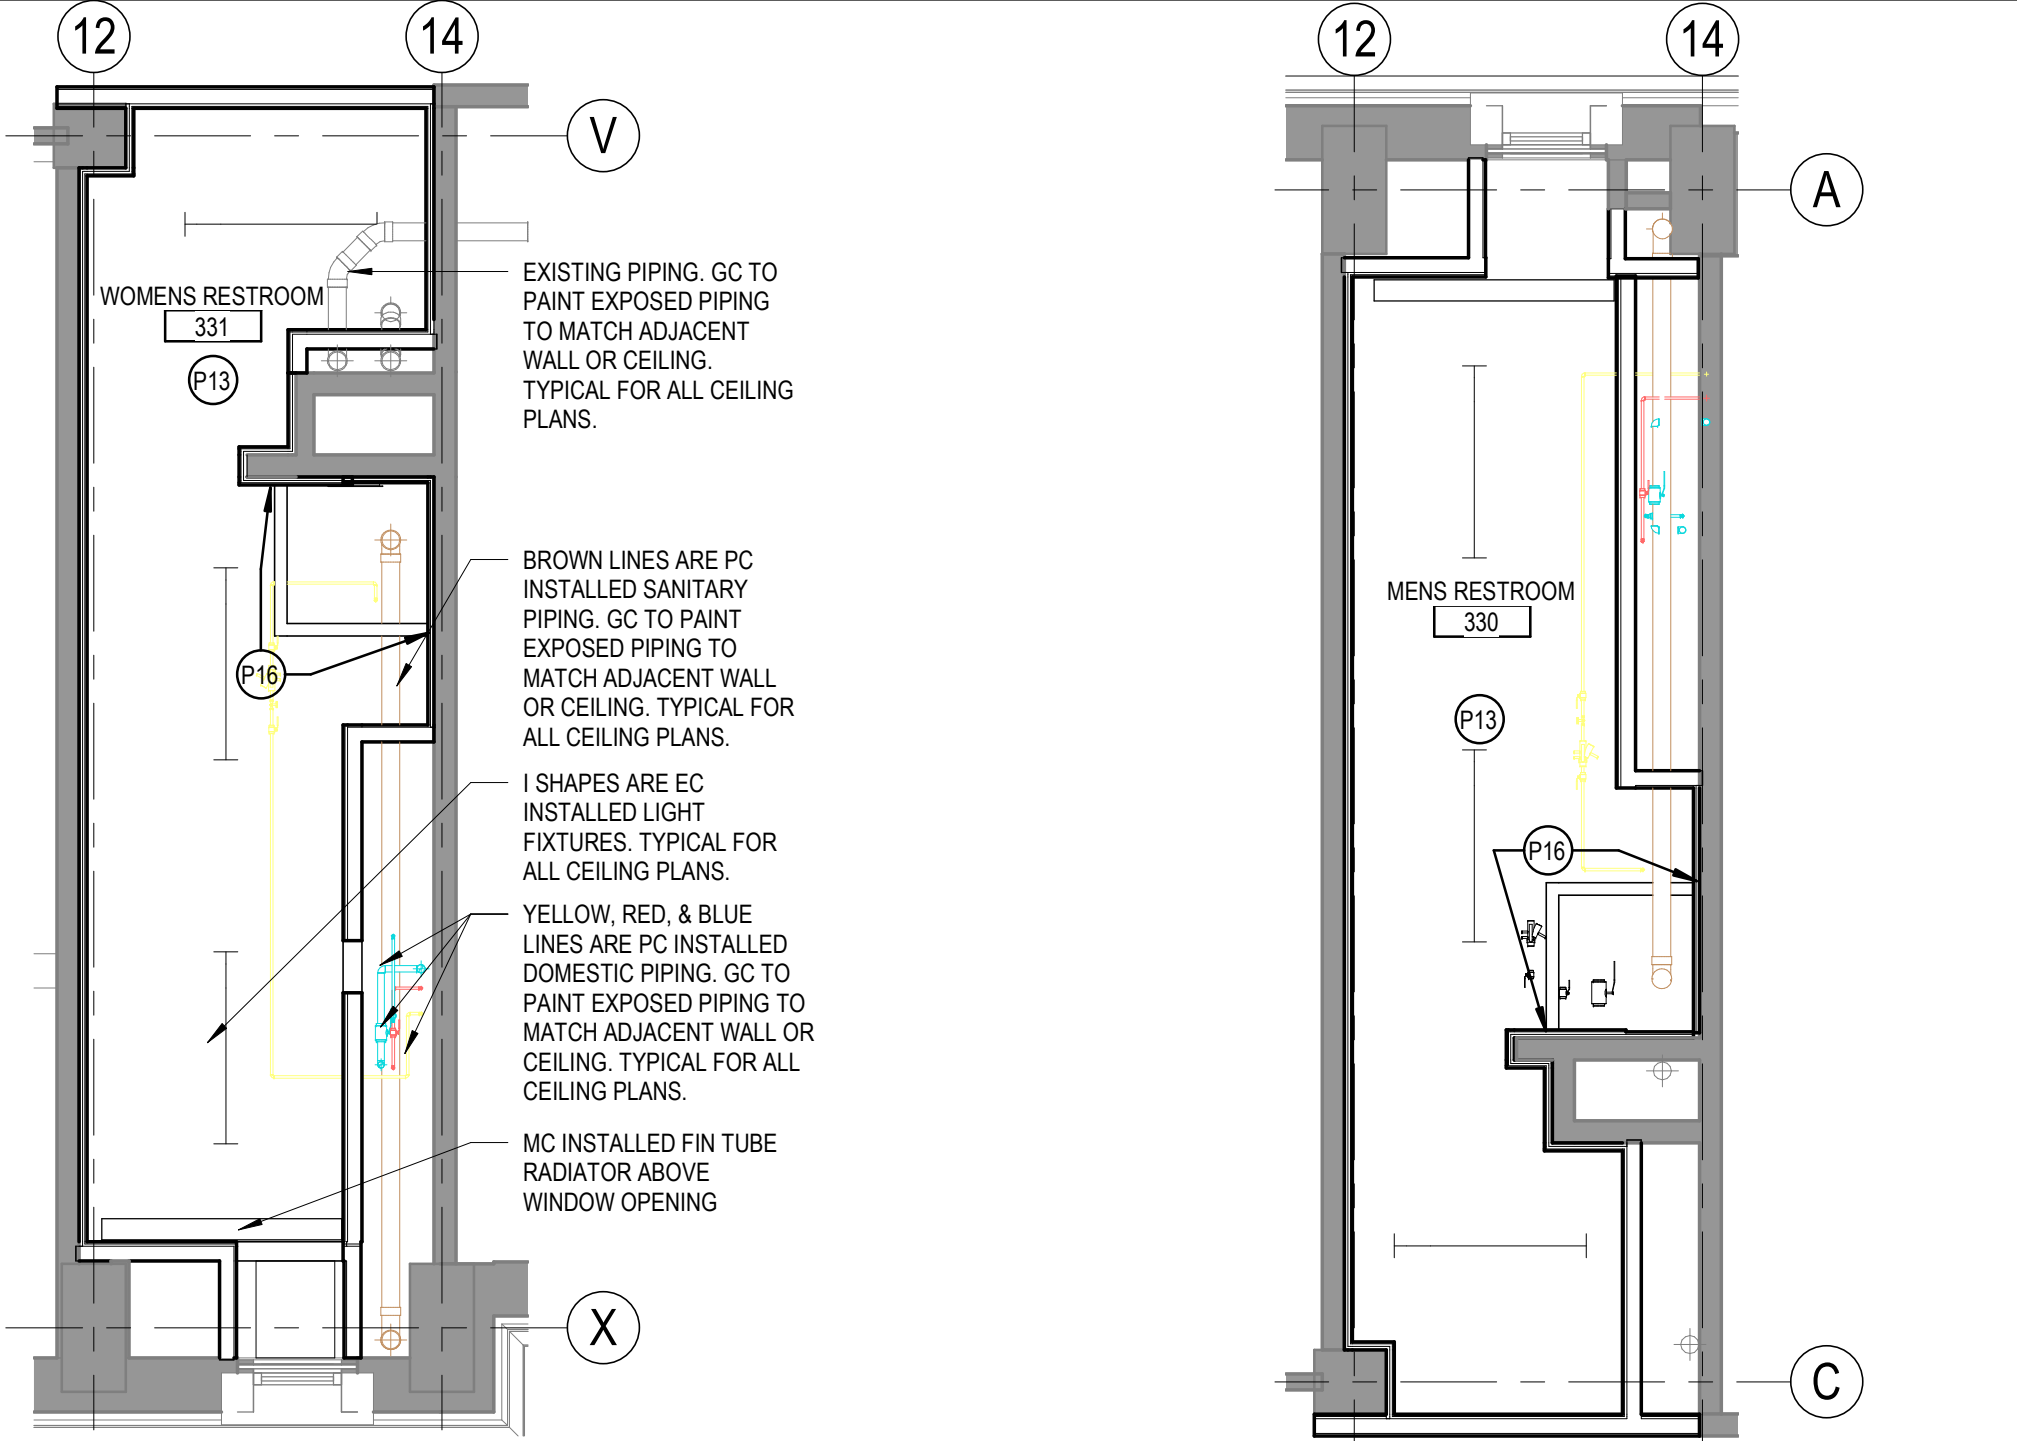 12
14
V
WOMENS RESTROOM
331
P13
EXISTING PIPING. GC TO
PAINT EXPOSED PIPING
TO MATCH ADJACENT
WALL OR CEILING.
TYPICAL FOR ALL CEILING
PLANS.
BROWN LINES ARE PC
INSTALLED SANITARY
PIPING. GC TO PAINT
EXPOSED PIPING TO
MATCH ADJACENT WALL
OR CEILING. TYPICAL FOR
ALL CEILING PLANS.
P16
I SHAPES ARE EC
INSTALLED LIGHT
FIXTURES. TYPICAL FOR
ALL CEILING PLANS.
YELLOW, RED, & BLUE
LINES ARE PC INSTALLED
DOMESTIC PIPING. GC TO
PAINT EXPOSED PIPING TO
MATCH ADJACENT WALL OR
CEILING. TYPICAL FOR ALL
CEILING PLANS.
MC INSTALLED FIN TUBE
RADIATOR ABOVE
WINDOW OPENING
X
12
14
A
MENS RESTROOM
330
P13
P16
C